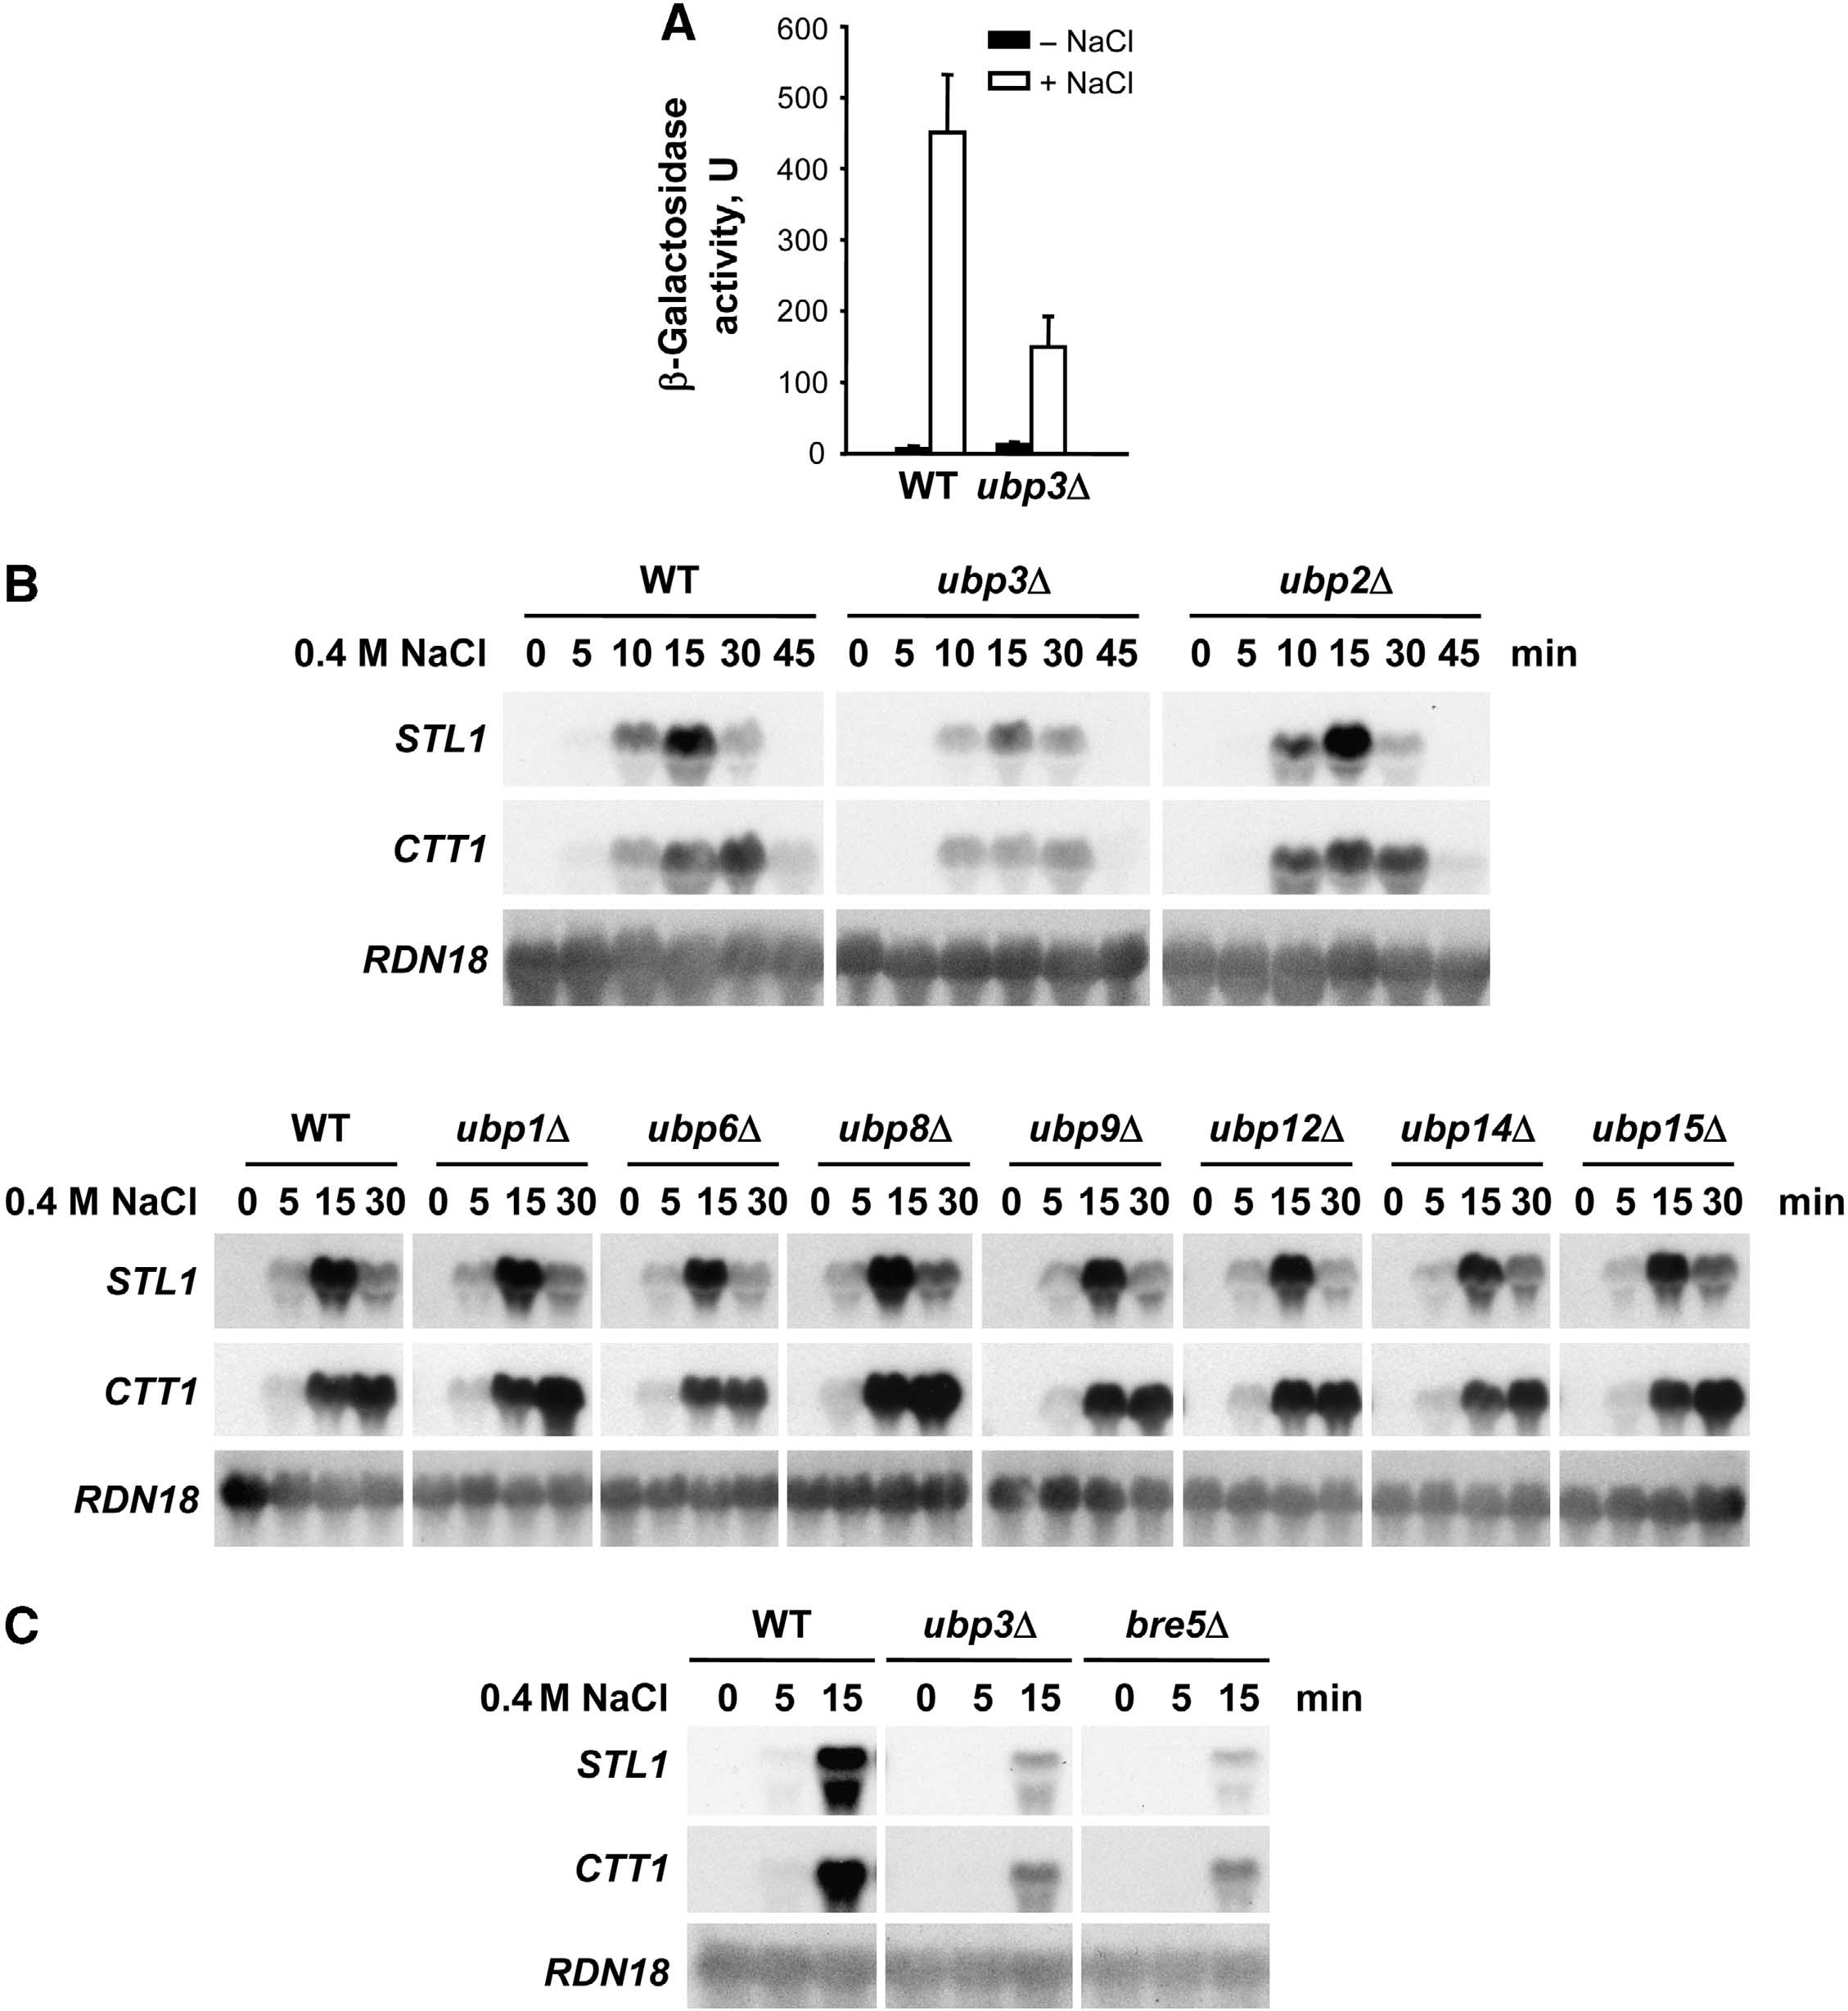 A
600
500
400
300
200
100
0
β-Galactosidase
activity, U
– NaCl
+ NaCl
WT ubp3Δ
B
WT ubp3Δ ubp2Δ
0.4 M NaCl 0 5 10 15 30 45 0 5 10 15 30 45 0 5 10 15 30 45 min
STL1
CTT1
RDN18
WT ubp1Δ ubp6Δ ubp8Δ ubp9Δ ubp12Δ ubp14Δ ubp15Δ
0.4 M NaCl 0 5 15 30 0 5 15 30 0 5 15 30 0 5 15 30 0 5 15 30 0 5 15 30 0 5 15 30 0 5 15 30 min
STL1
CTT1
RDN18
C
WT ubp3Δ bre5Δ
0.4 M NaCl 0 5 15 0 5 15 0 5 15 min
STL1
CTT1
RDN18